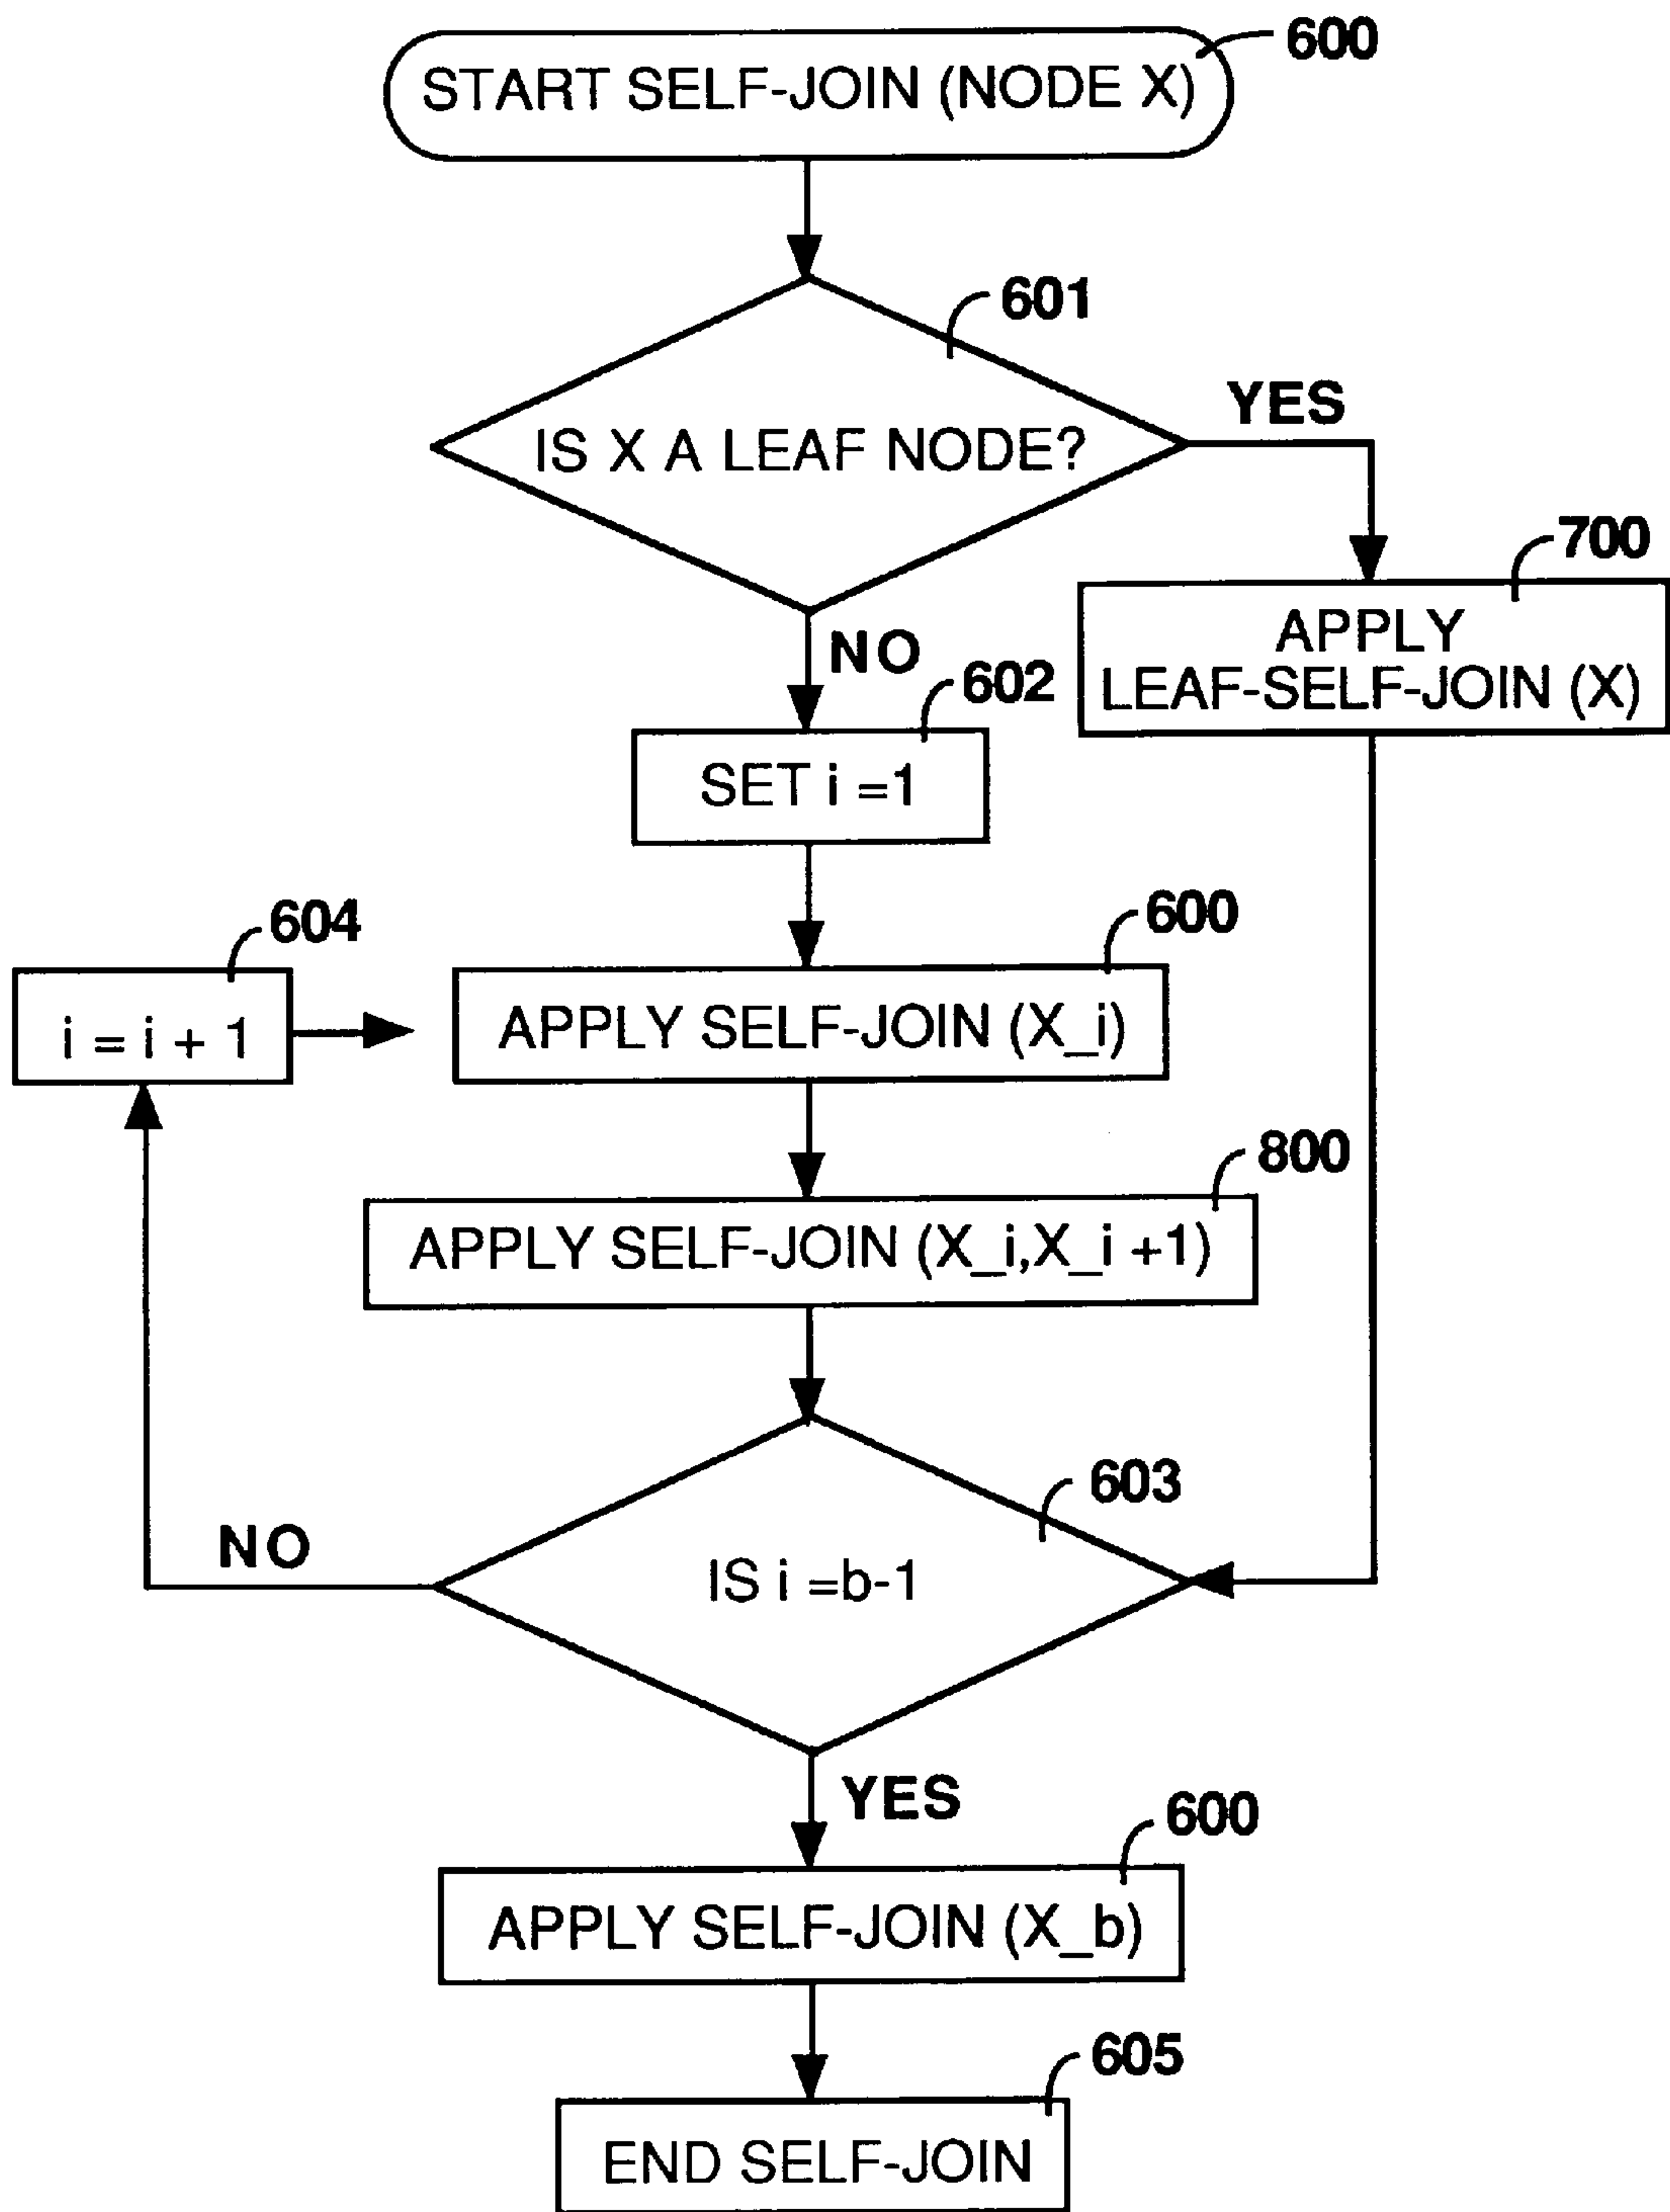 600
START SELF-JOIN (NODE X)
601
IS X A LEAF NODE?
YES
700
APPLY
LEAF-SELF-JOIN (X)
NO
602
SET i =1
604
i = i + 1
600
APPLY SELF-JOIN (X_i)
800
APPLY SELF-JOIN (X_i,X_i +1)
603
IS i =b-1
NO
YES
600
APPLY SELF-JOIN (X_b)
605
END SELF-JOIN